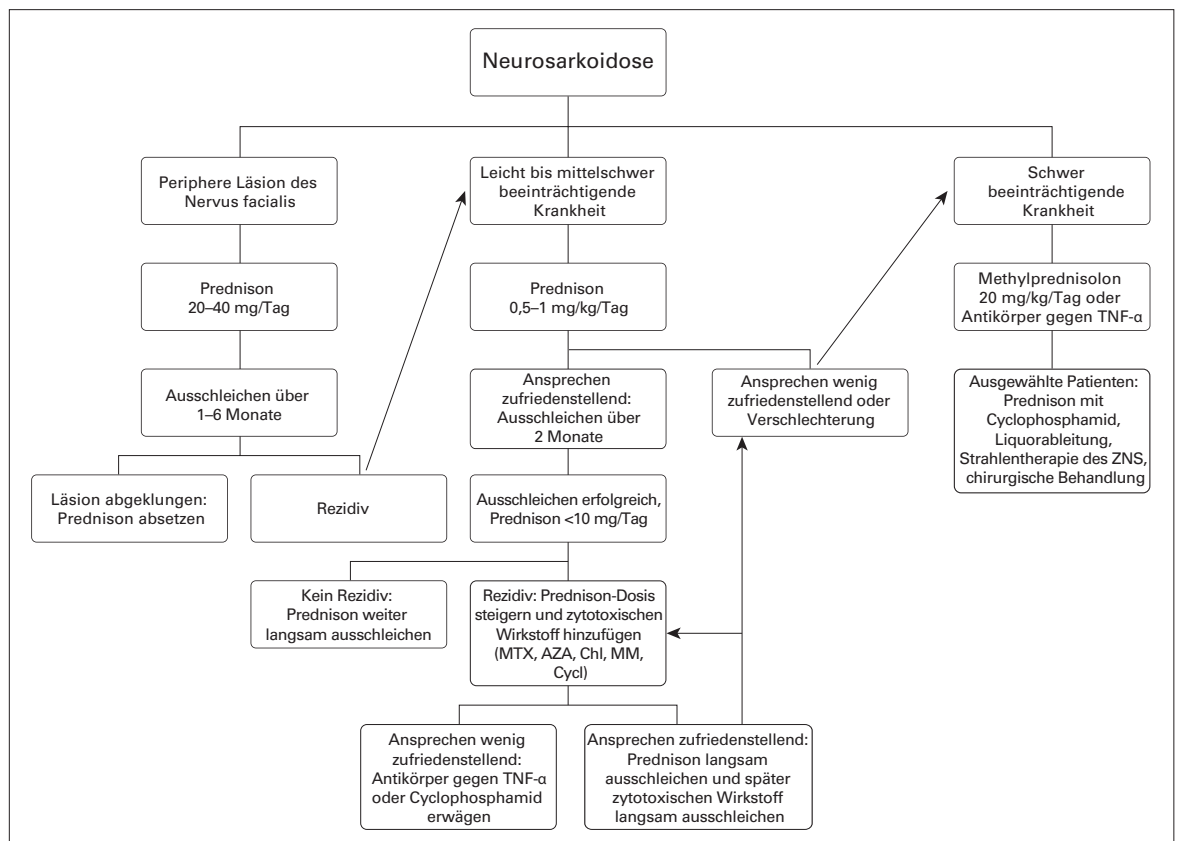 Neurosarkoidose
Periphere Läsion des
Nervus facialis
Leicht bis mittelschwer
beeinträchtigende
Krankheit
Schwer
beeinträchtigende
Krankheit
Prednison
20–40 mg/Tag
Prednison
0,5–1 mg/kg/Tag
Methylprednisolon
20 mg/kg/Tag oder
Antikörper gegen TNF-α
Ausschleichen über
1–6 Monate
Ansprechen
zufriedenstellend:
Ausschleichen über
2 Monate
Ansprechen wenig
zufriedenstellend oder
Verschlechterung
Ausgewählte Patienten:
Prednison mit
Cyclophosphamid,
Liquorableitung,
Strahlentherapie des ZNS,
chirurgische Behandlung
Läsion abgeklungen:
Prednison absetzen
Rezidiv
Ausschleichen erfolgreich,
Prednison <10 mg/Tag
Kein Rezidiv:
Prednison weiter
langsam ausschleichen
Rezidiv: Prednison-Dosis
steigern und zytotoxischen
Wirkstoff hinzufügen
(MTX, AZA, Chl, MM,
Cycl)
Ansprechen wenig
zufriedenstellend:
Antikörper gegen TNF-α
oder Cyclophosphamid
erwägen
Ansprechen zufriedenstellend:
Prednison langsam
ausschleichen und später
zytotoxischen Wirkstoff
langsam ausschleichen